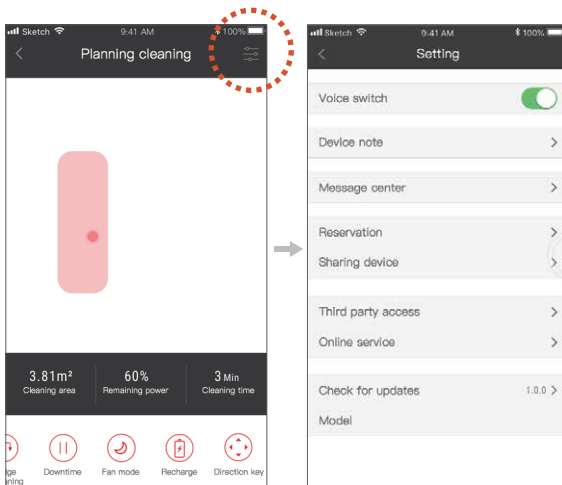 Sketch 9:41 AM 100%
Planning cleaning
3.81m² 60% 3 Min
Cleaning area Remaining power Cleaning time
Downtime Fan mode Recharge Direction key
Sketch 9:41 AM 100%
Setting
Voice switch
Device note
Message center
Reservation
Sharing device
Third party access
Online service
Check for updates 1.0.0
Model